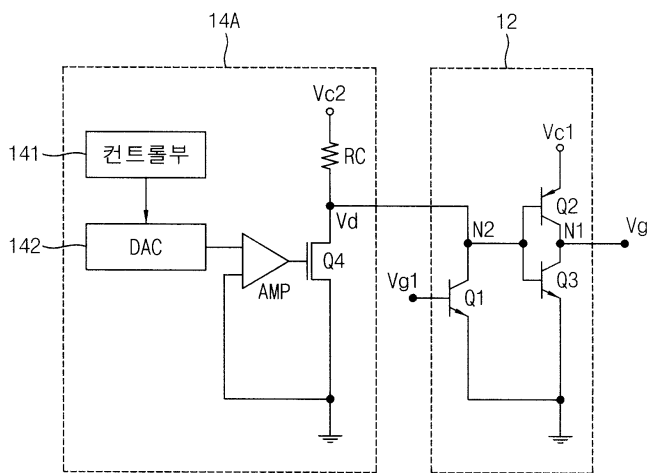 14A
12
Vc2
Vc1
141
컨트롤부
RC
Q2
Vd
N2
N1
Vg
142
DAC
Q4
Q3
AMP
Vg1
Q1